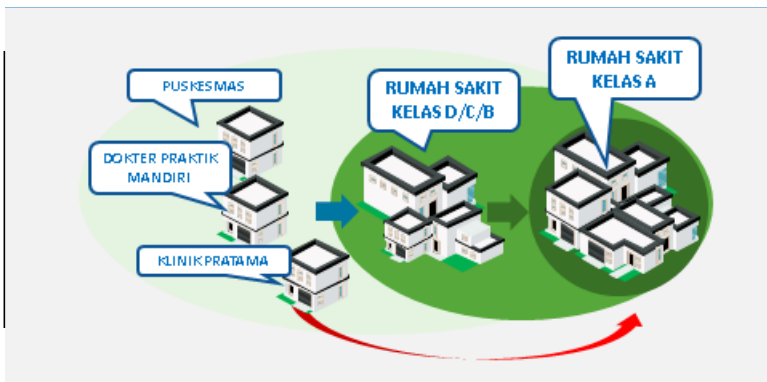 PUSKESMAS
DOKTER PRAKTIK
MANDIRI
KLINIK PRATAMA
RUMAH SAKIT
KELAS D/C/B
RUMAH SAKIT
KELAS A